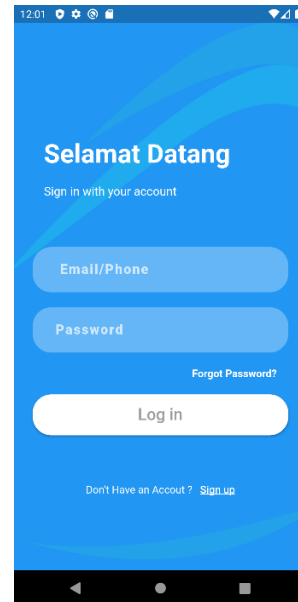 12:01
Selamat Datang
Sign in with your account
Email/Phone
Password
Forgot Password?
Log in
Don't Have an Accout ? Sign up